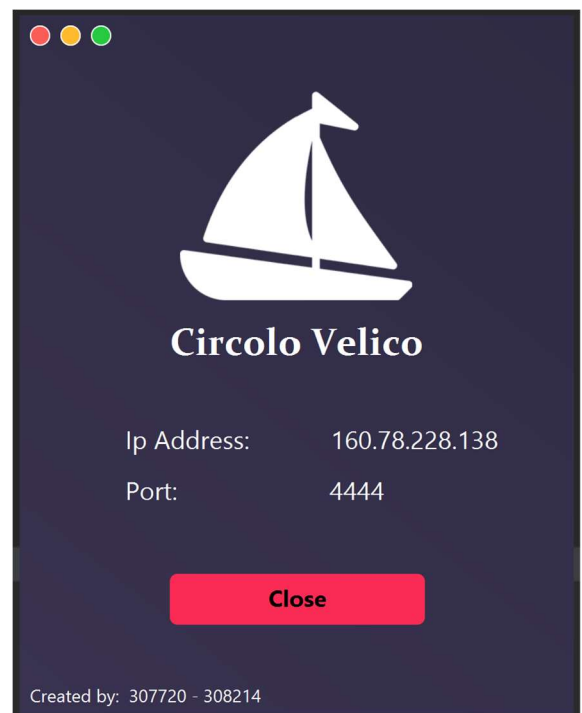 Circolo Velico
Ip Address: 160.78.228.138
Port: 4444
Close
Created by: 307720 - 308214